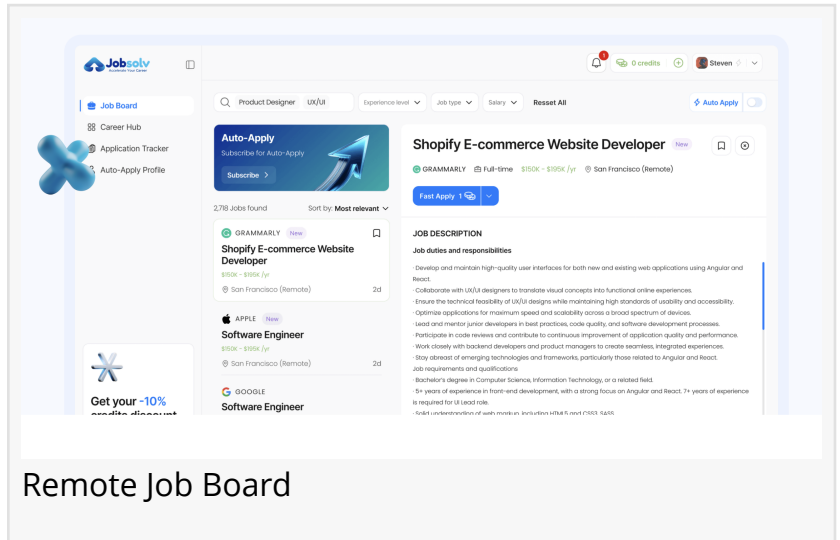 Jobsolv
Accelerate Your Career
1
0 credits
Steven
Job Board
Career Hub
Application Tracker
Auto-Apply Profile
Get your -10%
credits discount
Product Designer UX/UI
Experience level
Job type
Salary
Resset All
Auto Apply
Auto-Apply
Subscribe for Auto-Apply
Subscribe
2,718 Jobs found
Sort by: Most relevant
GRAMMARLY New
Shopify E-commerce Website
Developer
$150K - $195K /yr
San Francisco (Remote) 2d
APPLE New
Software Engineer
$150K - $195K /yr
San Francisco (Remote) 2d
GOOGLE
Software Engineer
Shopify E-commerce Website Developer New
GRAMMARLY Full-time $150K - $195K /yr San Francisco (Remote)
Fast Apply 1
JOB DESCRIPTION
Job duties and responsibilities
· Develop and maintain high-quality user interfaces for both new and existing web applications using Angular and
React.
· Collaborate with UX/UI designers to translate visual concepts into functional online experiences.
· Ensure the technical feasibility of UX/UI designs while maintaining high standards of usability and accessibility.
· Optimize applications for maximum speed and scalability across a broad spectrum of devices.
· Lead and mentor junior developers in best practices, code quality, and software development processes.
· Participate in code reviews and contribute to continuous improvement of application quality and performance.
· Work closely with backend developers and product managers to create seamless, integrated experiences.
· Stay abreast of emerging technologies and frameworks, particularly those related to Angular and React.
Job requirements and qualifications
· Bachelor's degree in Computer Science, Information Technology, or a related field.
· 5+ years of experience in front-end development, with a strong focus on Angular and React. 7+ years of experience
is required for UI Lead role.
· Solid understanding of web markup, including HTML5 and CSS3, SASS.
Remote Job Board